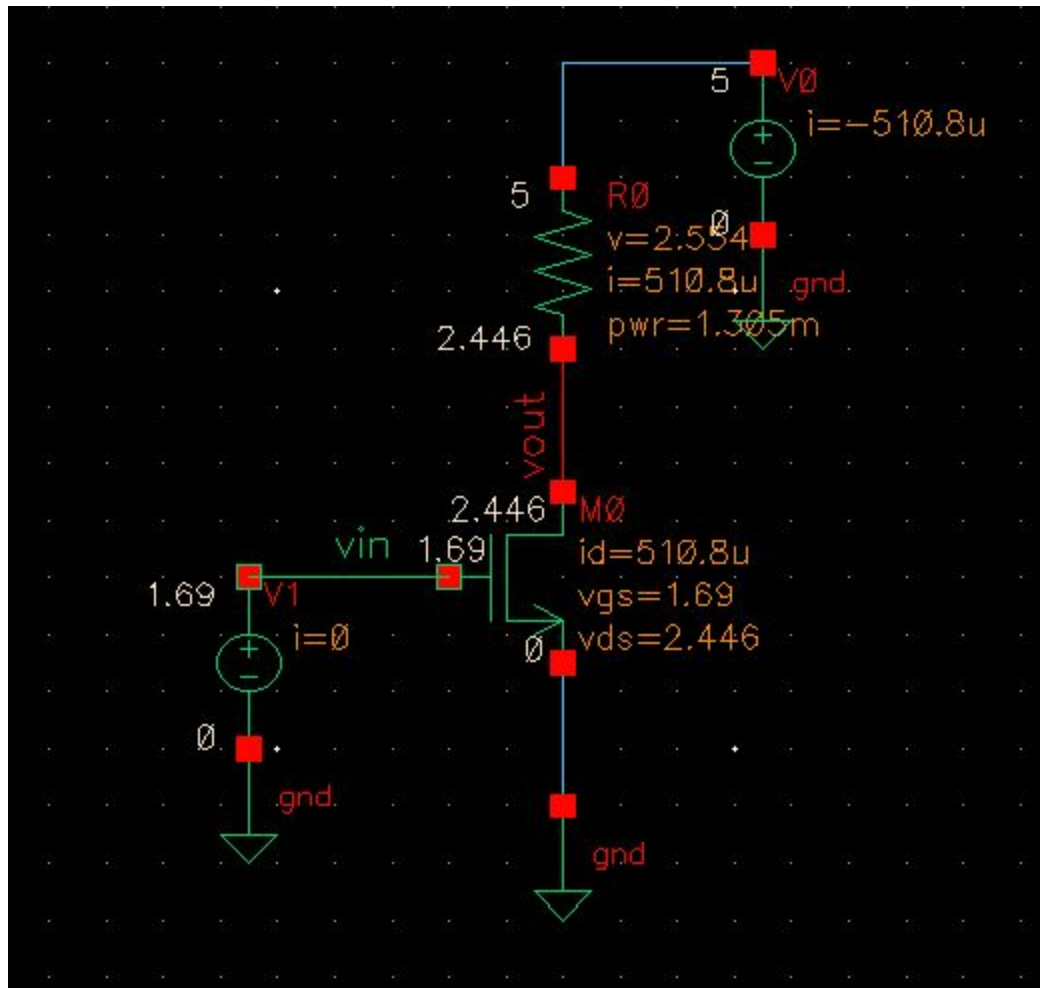 5
V0
i=-510.8u
5
R0
0
v=2.554
i=510.8u
gnd
pwr=1.305m
2.446
vout
2.446
M0
vin
1.69
id=510.8u
1.69
V1
vgs=1.69
i=0
vds=2.446
0
0
gnd
gnd